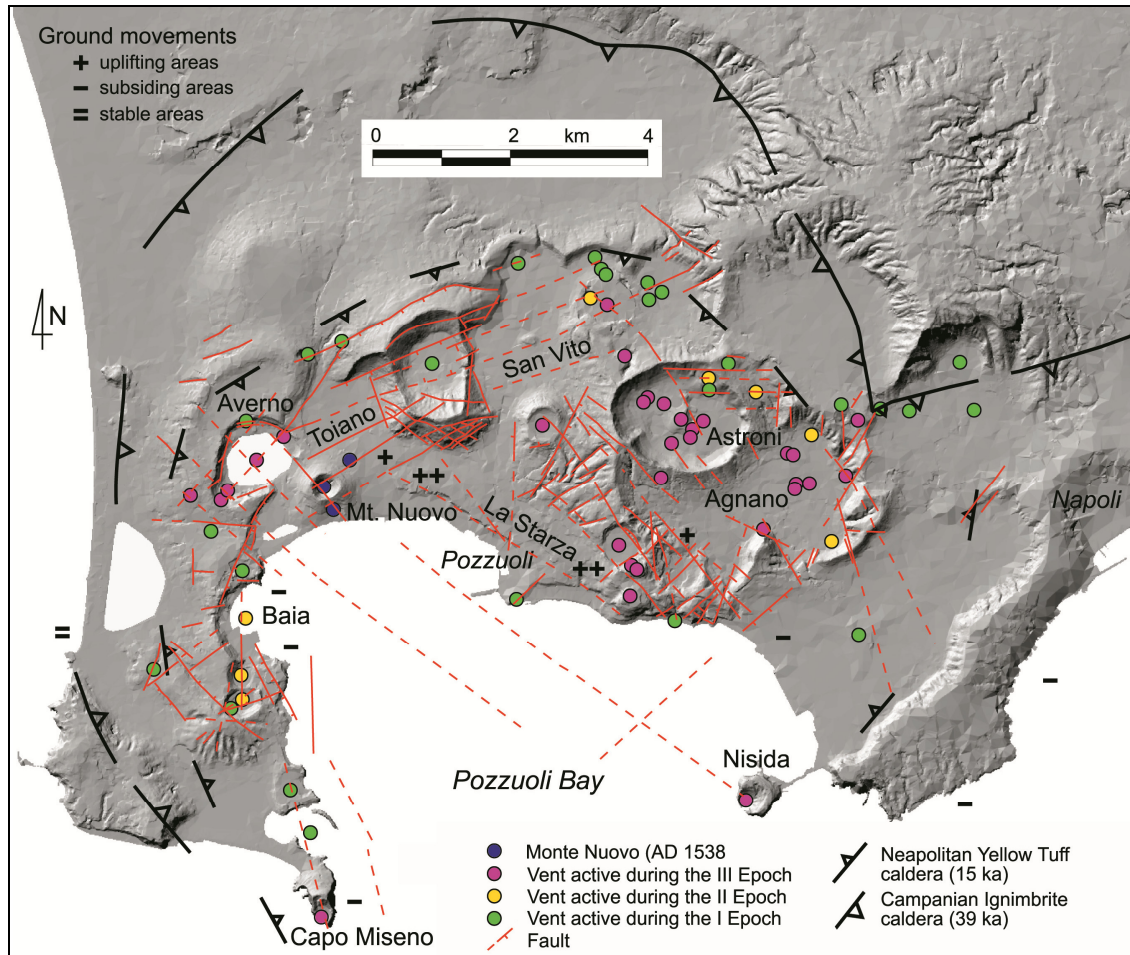 Ground movements
+ uplifting areas
- subsiding areas
= stable areas
0 2 km 4
N
San Vito
Averno
Toiano
Astroni
Agnano
Napoli
Mt. Nuovo
La Starza
Pozzuoli
Baia
Nisida
Pozzuoli Bay
Capo Miseno
Monte Nuovo (AD 1538
Vent active during the III Epoch
Vent active during the II Epoch
Vent active during the I Epoch
Fault
Neapolitan Yellow Tuff
caldera (15 ka)
Campanian Ignimbrite
caldera (39 ka)